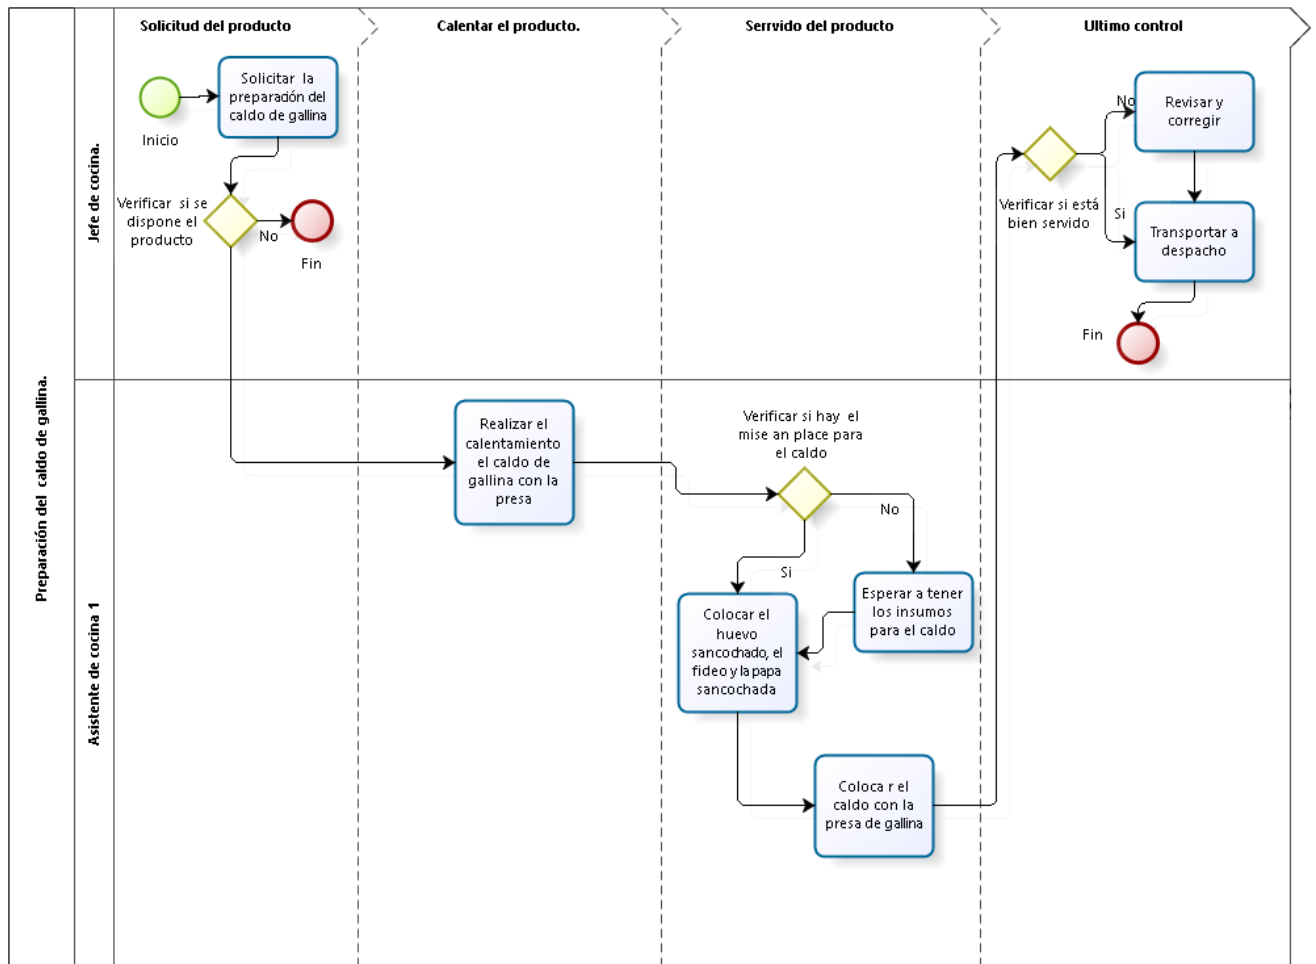 Solicitud del producto
Calentar el producto.
Serrvido del producto
Ultimo control
Preparación del caldo de gallina.
Jefe de cocina.
Inicio
Solicitar la
preparación del
caldo de gallina
Verificar si se
dispone el
producto
No
Fin
Verificar si está
bien servido
No
Revisar y
corregir
Si
Transportar a
despacho
Fin
Asistente de cocina 1
Realizar el
calentamiento
el caldo de
gallina con la
presa
Verificar si hay el
mise an place para
el caldo
No
Si
Esperar a tener
los insumos
para el caldo
Colocar el
huevo
sancochado, el
fideo y la papa
sancochada
Coloca r el
caldo con la
presa de gallina